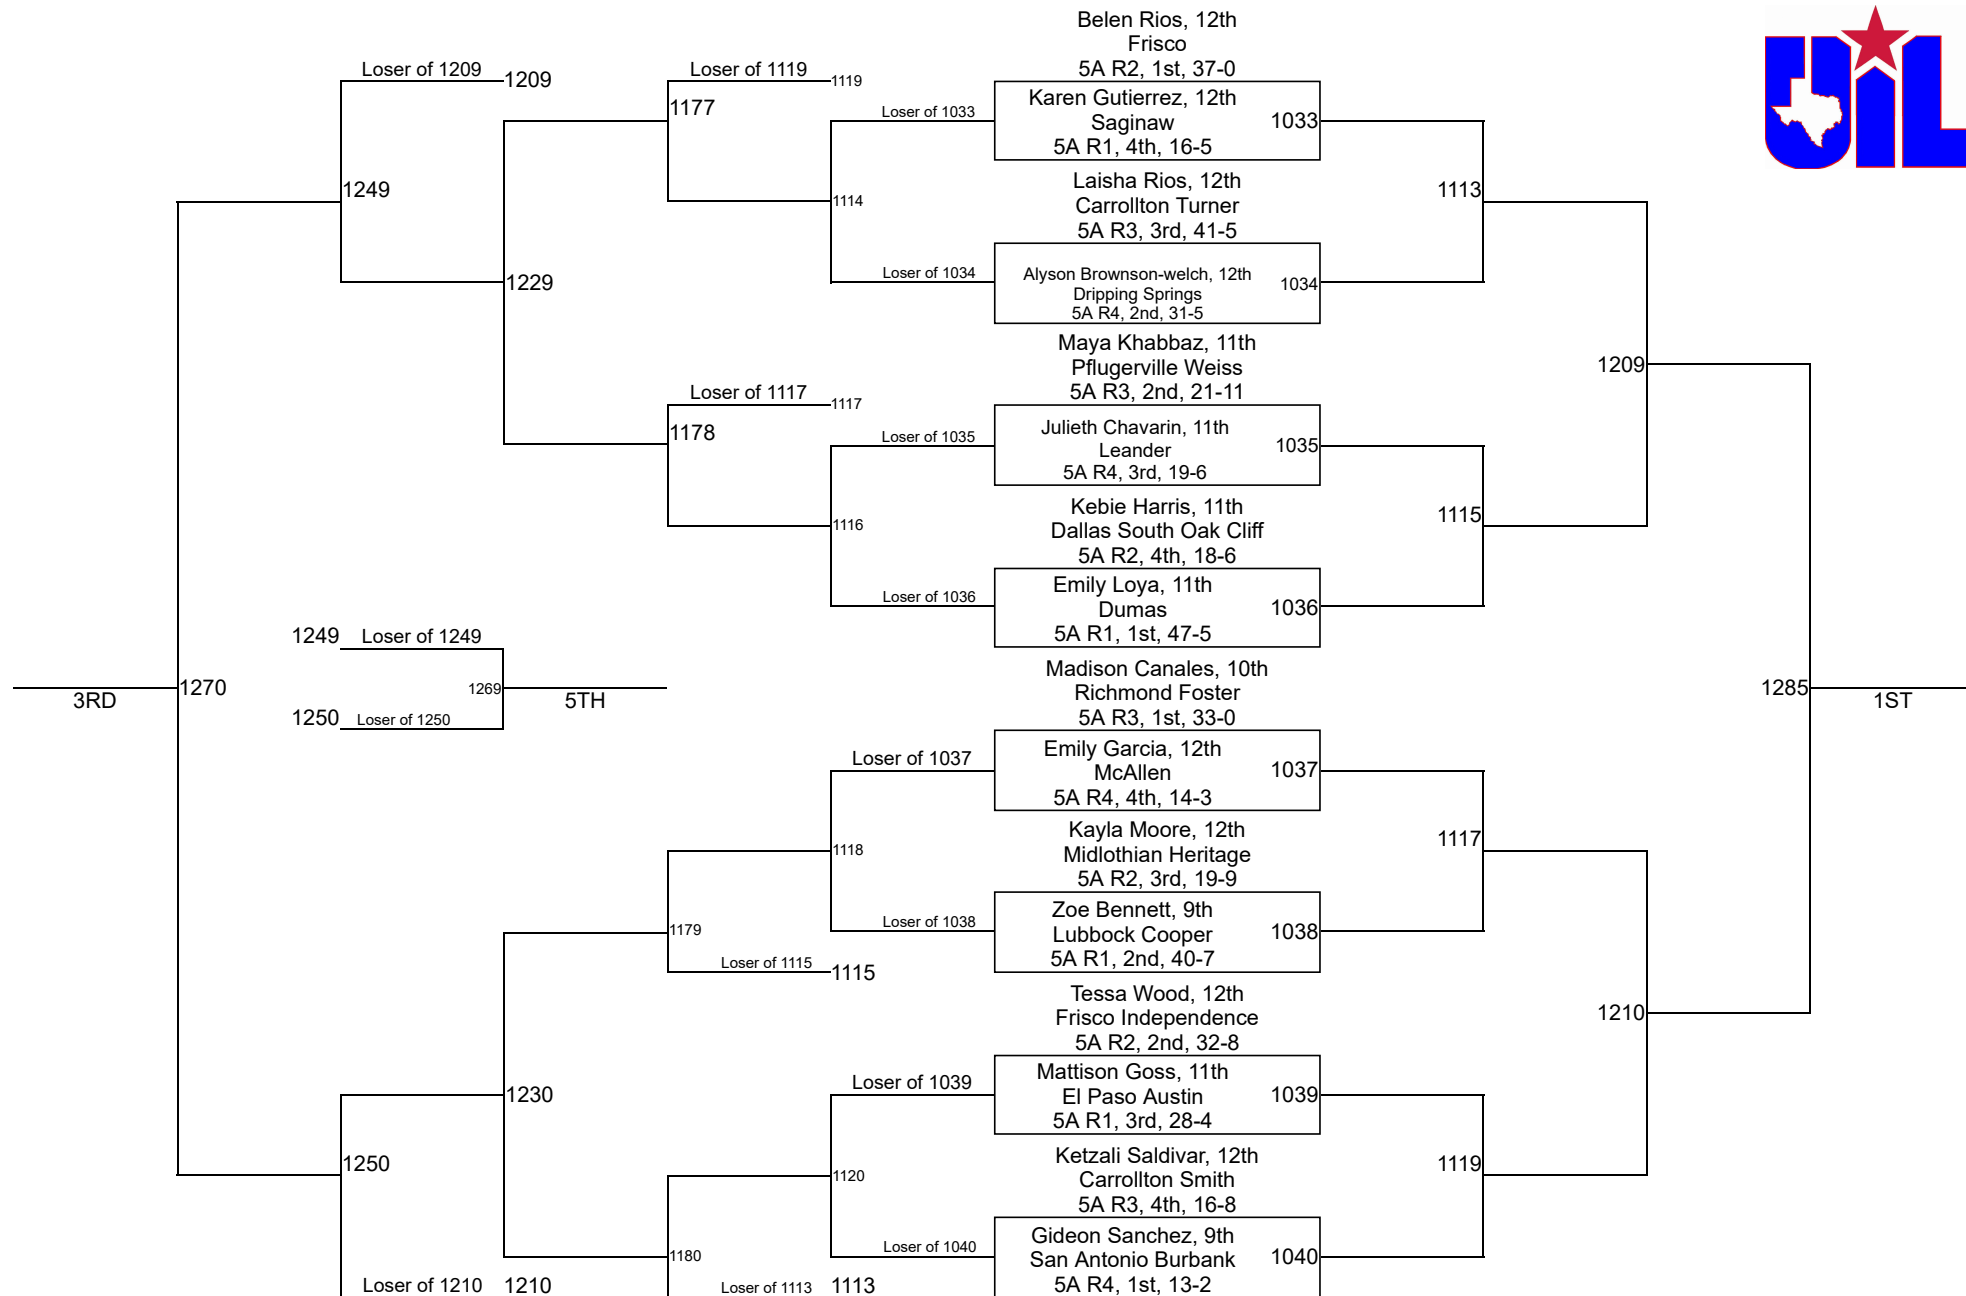 Belen Rios, 12th
Frisco
5A R2, 1st, 37-0
UIL
Loser of 1209 1209
Loser of 1119 1119
1177
Loser of 1033
Karen Gutierrez, 12th
Saginaw
5A R1, 4th, 16-5
1033
Laisha Rios, 12th
Carrollton Turner
5A R3, 3rd, 41-5
1249
1114
1113
Loser of 1034
Alyson Brownson-welch, 12th
Dripping Springs
5A R4, 2nd, 31-5
1034
1229
Maya Khabbaz, 11th
Pflugerville Weiss
5A R3, 2nd, 21-11
1209
Loser of 1117 1117
1178
Loser of 1035
Julieth Chavarin, 11th
Leander
5A R4, 3rd, 19-6
1035
Kebie Harris, 11th
Dallas South Oak Cliff
5A R2, 4th, 18-6
1116
1115
Loser of 1036
Emily Loya, 11th
Dumas
5A R1, 1st, 47-5
1036
1249 Loser of 1249
Madison Canales, 10th
Richmond Foster
5A R3, 1st, 33-0
3RD
1270
1269
5TH
1285
1ST
1250 Loser of 1250
Loser of 1037
Emily Garcia, 12th
McAllen
5A R4, 4th, 14-3
1037
Kayla Moore, 12th
Midlothian Heritage
5A R2, 3rd, 19-9
1118
1117
Loser of 1038
Zoe Bennett, 9th
Lubbock Cooper
5A R1, 2nd, 40-7
1038
1179
Loser of 1115 1115
Tessa Wood, 12th
Frisco Independence
5A R2, 2nd, 32-8
1210
Loser of 1039
Mattison Goss, 11th
El Paso Austin
5A R1, 3rd, 28-4
1039
1230
Ketzali Saldivar, 12th
Carrollton Smith
5A R3, 4th, 16-8
1250
1120
1119
Loser of 1040
Gideon Sanchez, 9th
San Antonio Burbank
5A R4, 1st, 13-2
1040
1180
Loser of 1210 1210
Loser of 1113 1113